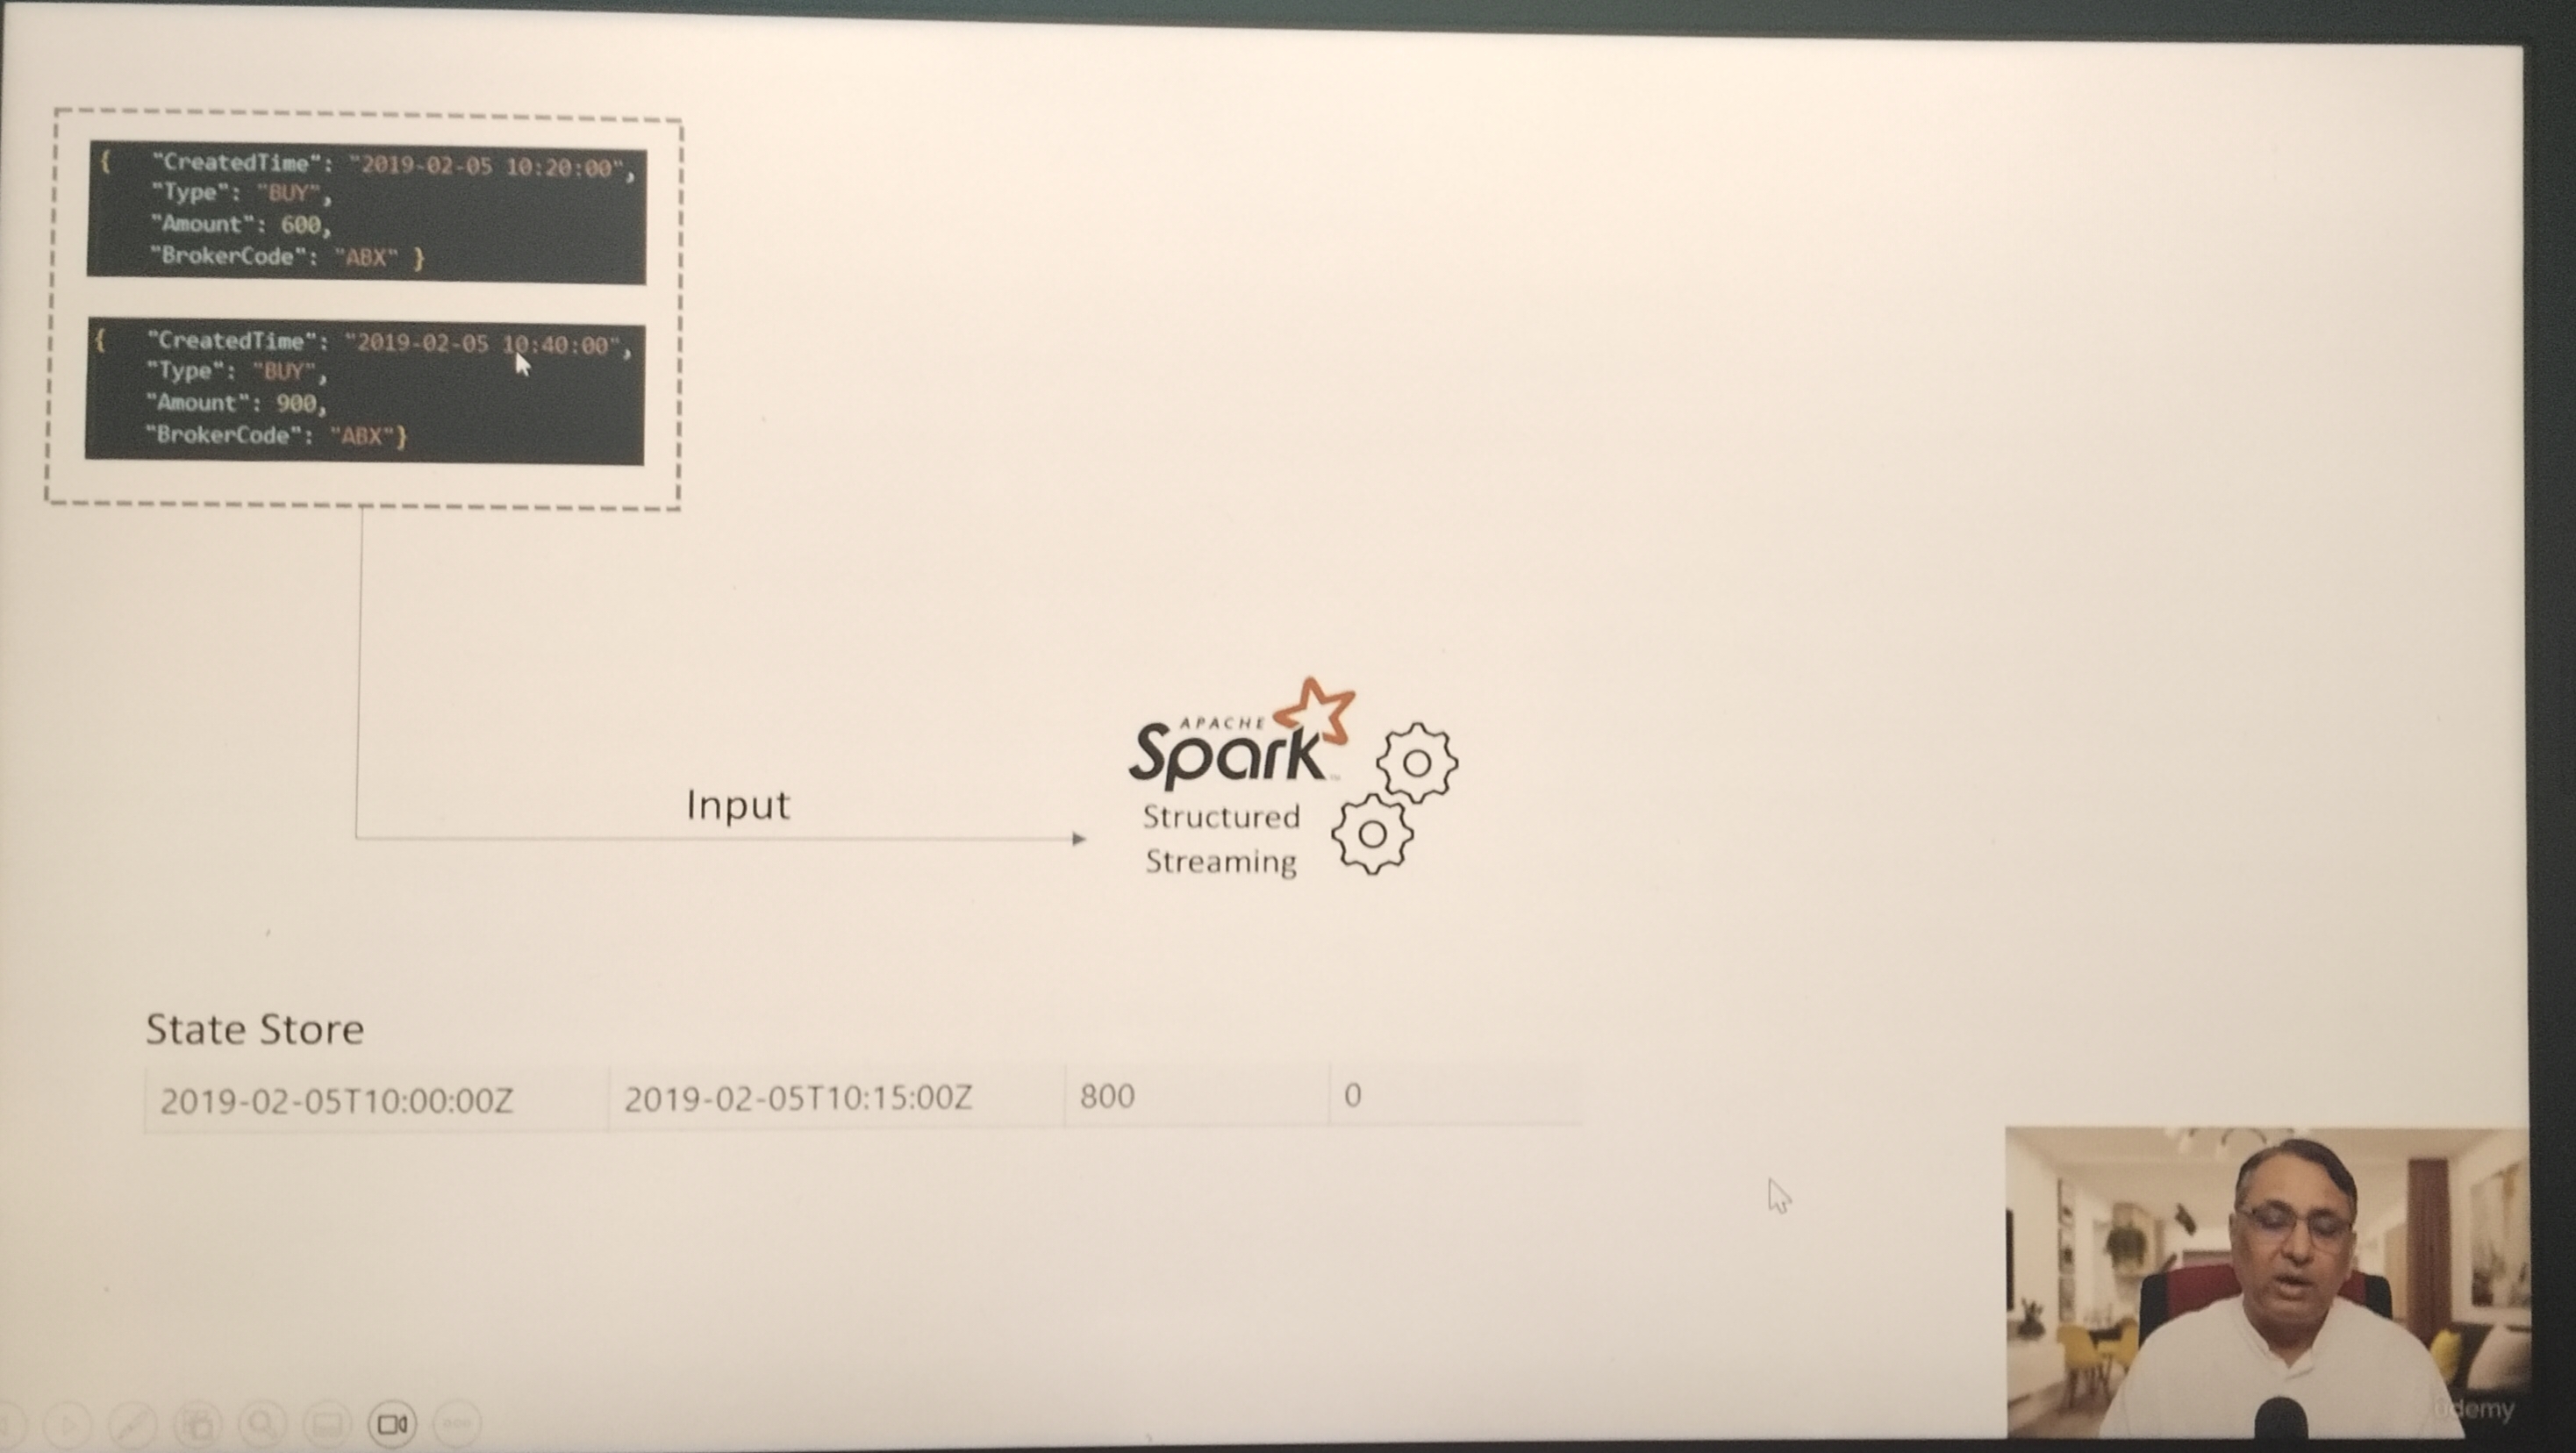 { "CreatedTime": "2019-02-05 10:20:00",
"Type": "BUY",
"Amount": 600,
"BrokerCode": "ABX" }
{ "CreatedTime": "2019-02-05 10:40:00",
"Type": "BUY",
"Amount": 900,
"BrokerCode": "ABX"}
Input
APACHE
Spark
Structured
Streaming
State Store
2019-02-05T10:00:00Z 2019-02-05T10:15:00Z 800 0
ûdemy